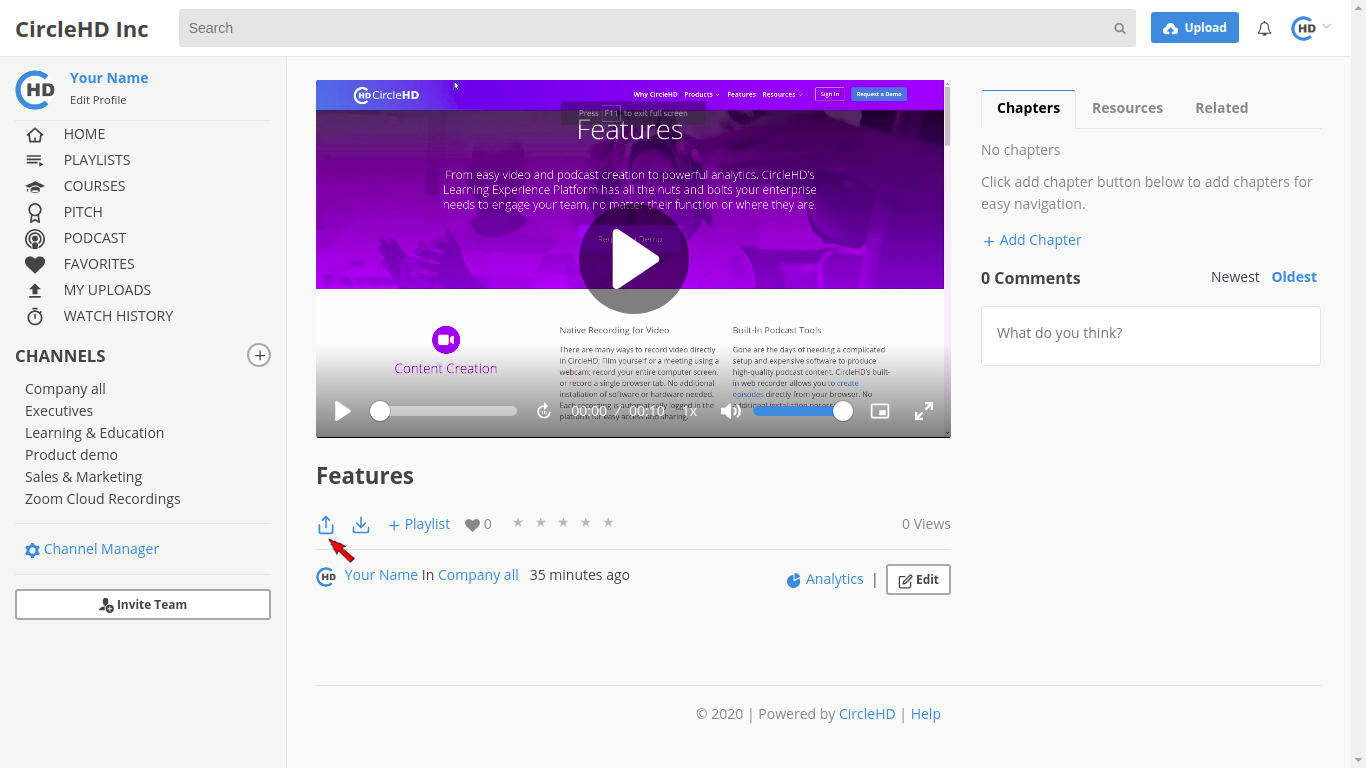 CircleHD Inc
Search
Upload
HD
HD
Your Name
Edit Profile
HOME
PLAYLISTS
COURSES
PITCH
PODCAST
FAVORITES
MY UPLOADS
WATCH HISTORY
CHANNELS
Company all
Executives
Learning & Education
Product demo
Sales & Marketing
Zoom Cloud Recordings
Channel Manager
Invite Team
HD CircleHD
Why CircleHD Products Features Resources Sign In Request a Demo
Press F11 to exit full screen
Features
From easy video and podcast creation to powerful analytics, CircleHD's
Learning Experience Platform has all the nuts and bolts your enterprise
needs to engage your team, no matter their function or where they are.
Content Creation
Native Recording for Video
There are many ways to record video directly
in CircleHD: Film yourself or a meeting using a
webcam; record your entire computer screen,
or record a single browser tab. No additional
installation of software or hardware needed.
Each recording is automatically logged in the
platform for easy access and sharing.
Built-In Podcast Tools
Gone are the days of needing a complicated
setup and expensive software to produce
high-quality podcast content. CircleHD's built-
in web recorder allows you to create
episodes directly from your browser. No
additional installation
00:00 / 00:10 1x
Features
+ Playlist 0 0 Views
HD Your Name In Company all 35 minutes ago
Analytics | Edit
Chapters Resources Related
No chapters
Click add chapter button below to add chapters for
easy navigation.
+ Add Chapter
0 Comments Newest Oldest
What do you think?
© 2020 | Powered by CircleHD | Help